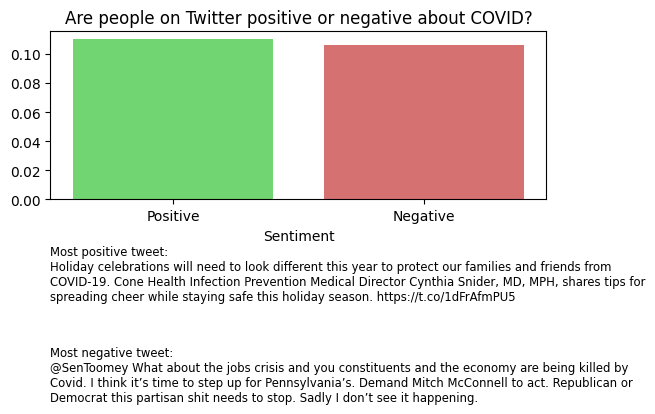 Are people on Twitter positive or negative about COVID?
0.10
0.08
0.06
0.04
0.02
0.00
Positive Negative
Sentiment
Most positive tweet:
Holiday celebrations will need to look different this year to protect our families and friends from
COVID-19. Cone Health Infection Prevention Medical Director Cynthia Snider, MD, MPH, shares tips for
spreading cheer while staying safe this holiday season. https://t.co/1dFrAfmPU5
Most negative tweet:
@SenToomey What about the jobs crisis and you constituents and the economy are being killed by
Covid. I think it’s time to step up for Pennsylvania’s. Demand Mitch McConnell to act. Republican or
Democrat this partisan shit needs to stop. Sadly I don’t see it happening.